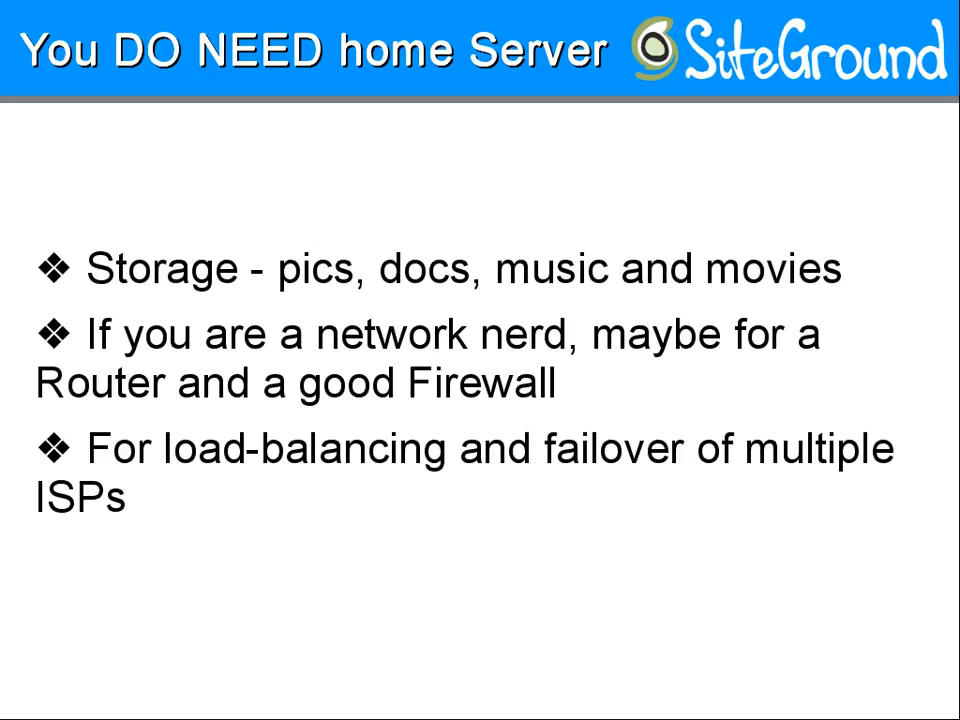 You DO NEED home Server
SiteGround
❖ Storage - pics, docs, music and movies
❖ If you are a network nerd, maybe for a
Router and a good Firewall
❖ For load-balancing and failover of multiple
ISPs